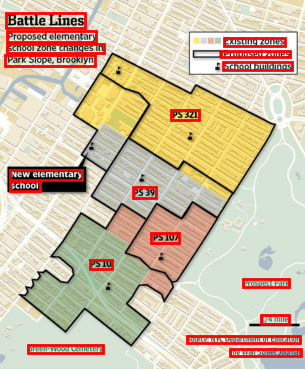 Battle Lines
Proposed elementary
school zone changes in
Park Slope, Brooklyn
Existing zones
Proposed zones
School buildings
PS 321
New elementary
school
PS 39
PS 107
PS 10
Prospect Park
1/4 mile
Green-Wood Cemetery
Source: NYC Department of Education
The Wall Street Journal